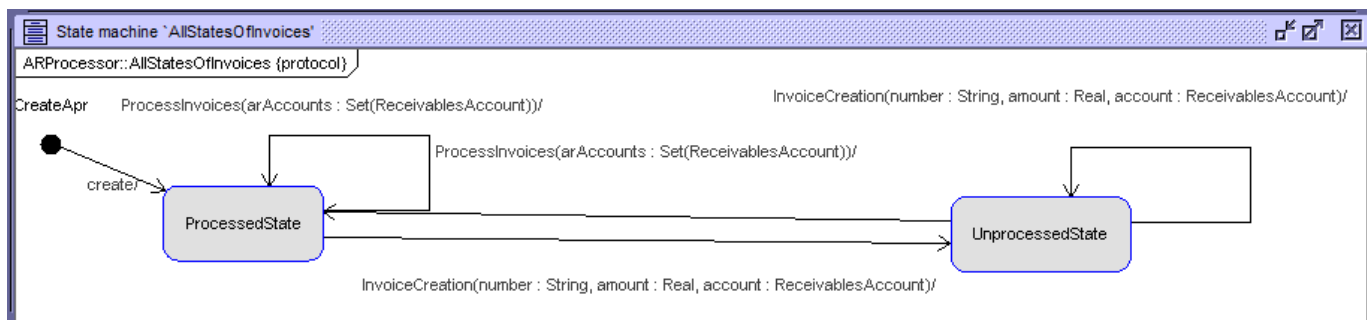 State machine `AllStatesOfInvoices'
ARProcessor::AllStatesOfInvoices {protocol}
CreateApr
ProcessInvoices(arAccounts : Set(ReceivablesAccount))/
InvoiceCreation(number : String, amount : Real, account : ReceivablesAccount)/
ProcessInvoices(arAccounts : Set(ReceivablesAccount))/
create/
ProcessedState
UnprocessedState
InvoiceCreation(number : String, amount : Real, account : ReceivablesAccount)/